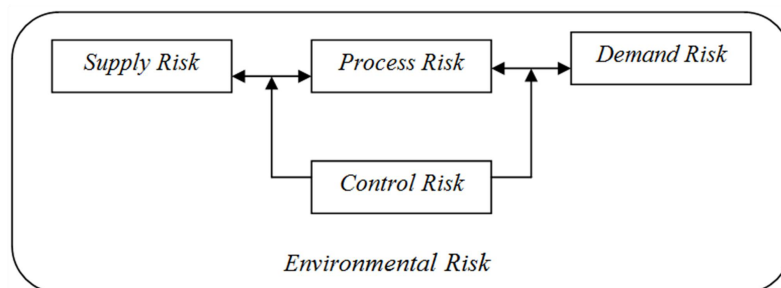 Supply Risk
Process Risk
Demand Risk
Control Risk
Environmental Risk